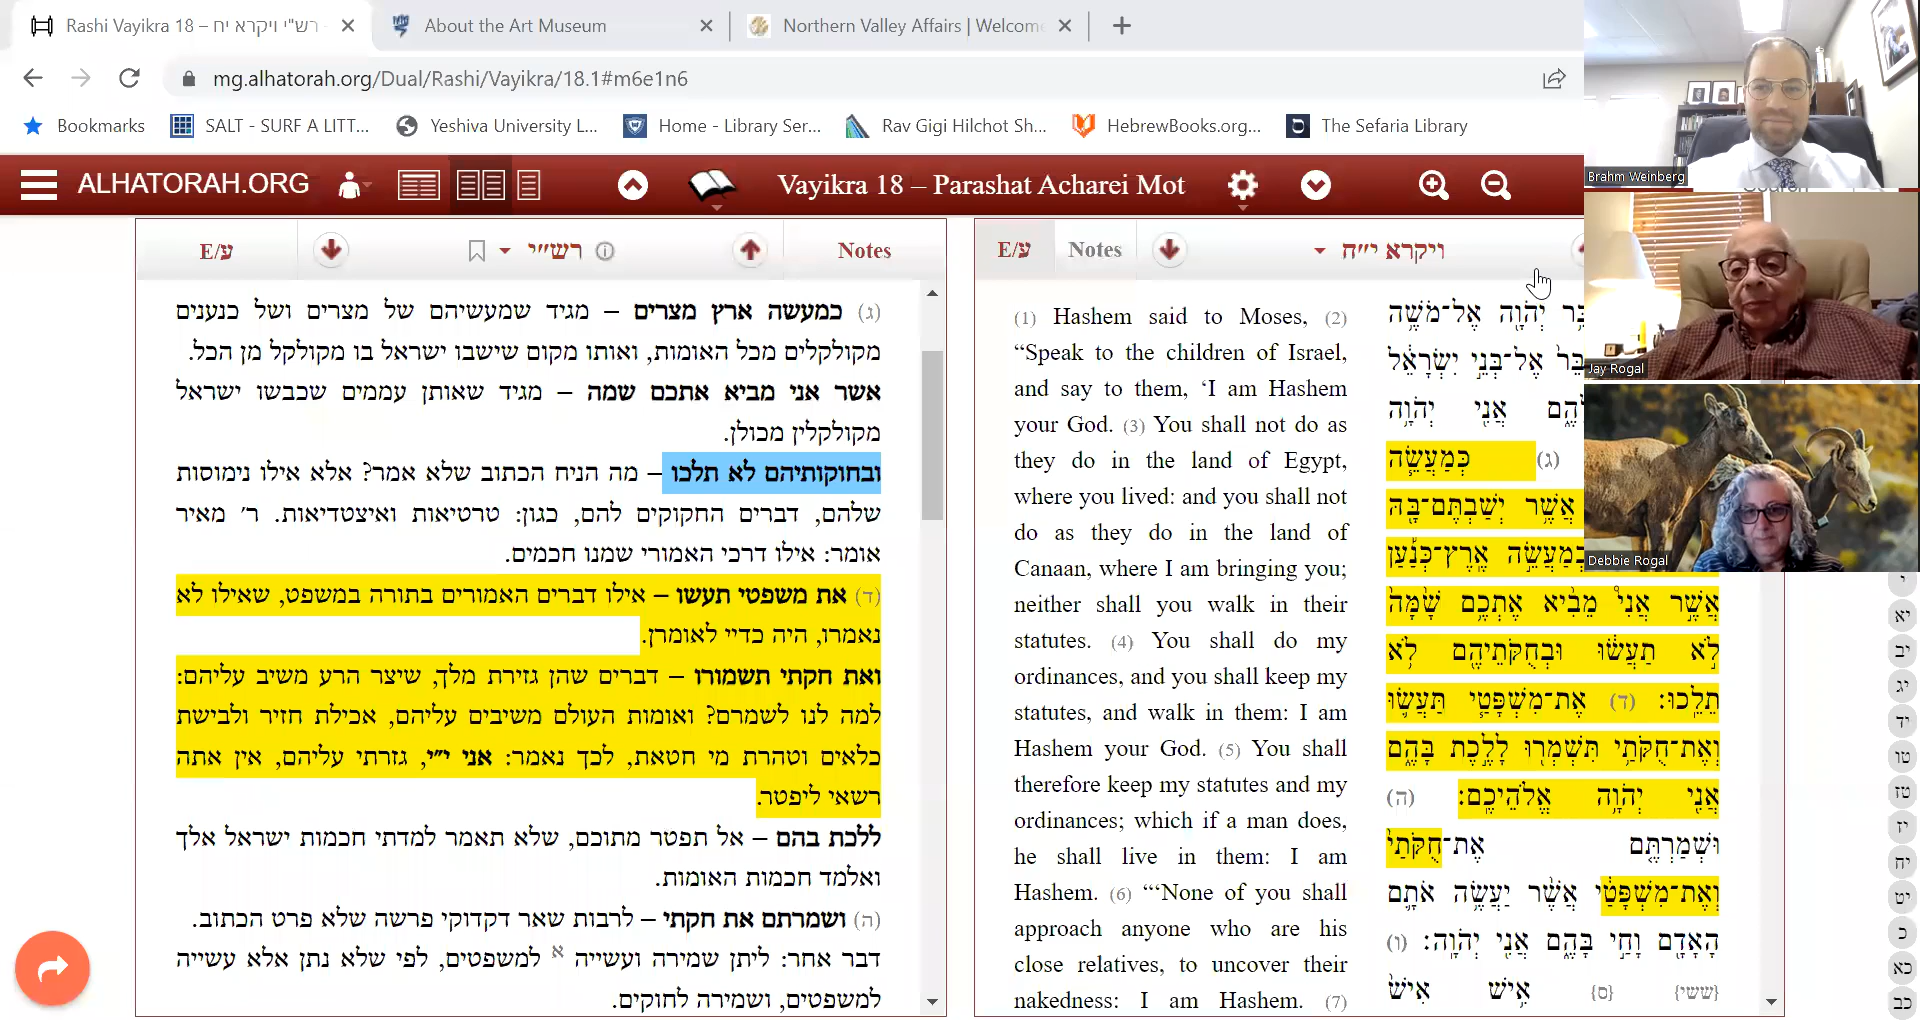 Rashi Vayikra 18 – רש"י ויקרא יח
About the Art Museum
Northern Valley Affairs | Welcome
mg.alhatorah.org/Dual/Rashi/Vayikra/18.1#m6e1n6
Bookmarks SALT - SURF A LITT... Yeshiva University L... Home - Library Ser... Rav Gigi Hilchot Sh... HebrewBooks.org... The Sefaria Library
ALHATORAH.ORG
Vayikra 18 – Parashat Acharei Mot
E/ע
רש״י
Notes
(ג) כמעשה ארץ מצרים – מגיד שמעשיהם של מצרים ושל כנענים
מקולקלים מכל האומות, ואותו מקום שישבו ישראל בו מקולקל מן הכל.
אשר אני מביא אתכם שמה – מגיד שאותן עממים שכבשו ישראל
מקולקלין מכולן.
ובחוקותיהם לא תלכו – מה הניח הכתוב שלא אמר? אלא אילו נימוסות
שלהם, דברים החקוקים להם, כגון: טרטיאות ואיצטדיאות. ר׳ מאיר
אומר: אילו דרכי האמורי שמנו חכמים.
(ד) את משפטי תעשו – אילו דברים האמורים בתורה במשפט, שאילו לא
נאמרו, היה כדיי לאומרן.
ואת חקתי תשמורו – דברים שהן גזירת מלך, שיצר הרע משיב עליהם:
למה לנו לשמרם? ואומות העולם משיבים עליהם, אכילת חזיר ולבישת
כלאים וטהרת מי חטאת, לכך נאמר: אני י״י, גזרתי עליהם, אין אתה
רשאי ליפטר.
ללכת בהם – אל תפטר מתוכם, שלא תאמר למדתי חכמות ישראל אלך
ואלמד חכמות האומות.
(ה) ושמרתם את חקתי – לרבות שאר דקדוקי פרשה שלא פרט הכתוב.
דבר אחר: ליתן שמירה ועשייה א למשפטים, לפי שלא נתן אלא עשייה
למשפטים, ושמירה לחוקים.
E/ע
Notes
ויקרא י״ח
(1) Hashem said to Moses, (2)
“Speak to the children of Israel,
and say to them, ‘I am Hashem
your God. (3) You shall not do as
they do in the land of Egypt,
where you lived: and you shall not
do as they do in the land of
Canaan, where I am bringing you;
neither shall you walk in their
statutes. (4) You shall do my
ordinances, and you shall keep my
statutes, and walk in them: I am
Hashem your God. (5) You shall
therefore keep my statutes and my
ordinances; which if a man does,
he shall live in them: I am
Hashem. (6) “‘None of you shall
approach anyone who are his
close relatives, to uncover their
nakedness: I am Hashem. (7)
יְהֹוָה אֶל־מֹשֶׁה
אֶל־בְּנֵי יִשְׂרָאֵל
אֲנִי יְהֹוָה
(ג) כְּמַעֲשֵׂה
אֲשֶׁר יְשַׁבְתֶּם־בָּהּ
כְמַעֲשֵׂה אֶרֶץ־כְּנַעַן
אֲשֶׁר אֲנִי מֵבִיא אֶתְכֶם שָׁמָּה
לֹא תַעֲשׂוּ וּבְחֻקֹּתֵיהֶם לֹא
תֵלֵכוּ: (ד) אֶת־מִשְׁפָּטַי תַּעֲשׂוּ
וְאֶת־חֻקֹּתַי תִּשְׁמְרוּ לָלֶכֶת בָּהֶם
אֲנִי יְהֹוָה אֱלֹהֵיכֶם: (ה)
וּשְׁמַרְתֶּם אֶת־חֻקֹּתַי
וְאֶת־מִשְׁפָּטַי אֲשֶׁר יַעֲשֶׂה אֹתָם
הָאָדָם וָחַי בָּהֶם אֲנִי יְהֹוָה: (ו)
{ששי} {ס} אִישׁ אִישׁ
י
יא
יב
יג
יד
טו
טז
יז
יח
יט
כ
כא
כב
Brahm Weinberg
Jay Rogal
Debbie Rogal